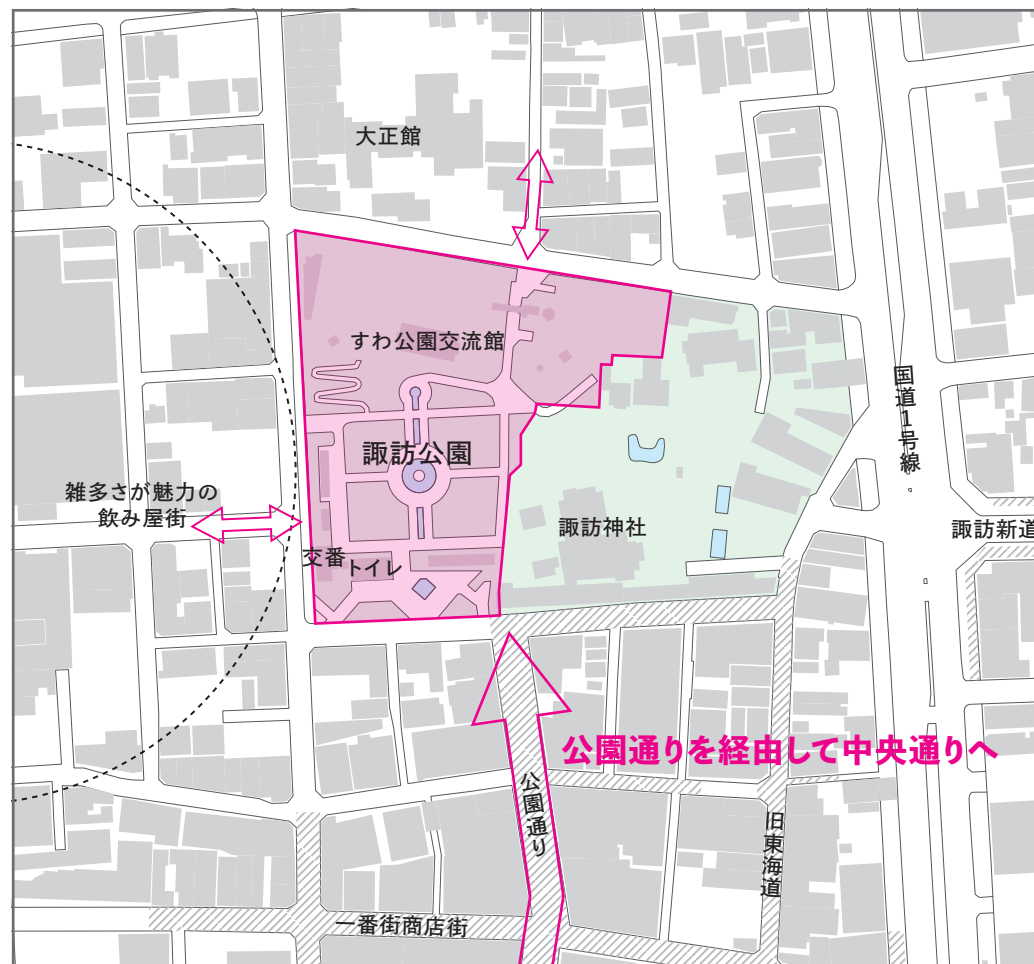 大正館
すわ公園交流館
国道1号線
諏訪公園
雑多さが魅力の
飲み屋街
諏訪神社
諏訪新道
交番
トイレ
公園通りを経由して中央通りへ
公園通り
旧東海道
一番街商店街